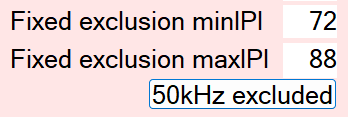 Fixed exclusion minIPI 72
Fixed exclusion maxIPI 88
50kHz excluded